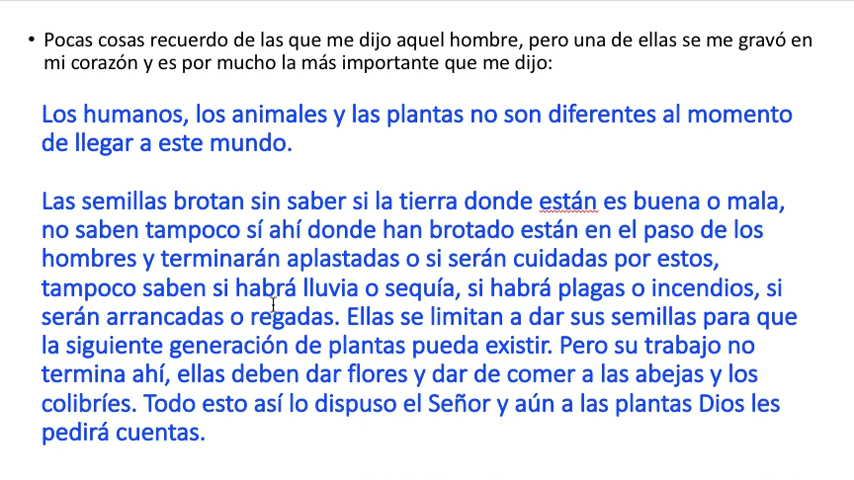 • Pocas cosas recuerdo de las que me dijo aquel hombre, pero una de ellas se me gravó en
mi corazón y es por mucho la más importante que me dijo:
Los humanos, los animales y las plantas no son diferentes al momento
de llegar a este mundo.
Las semillas brotan sin saber si la tierra donde están es buena o mala,
no saben tampoco sí ahí donde han brotado están en el paso de los
hombres y terminarán aplastadas o si serán cuidadas por estos,
tampoco saben si habrá lluvia o sequía, si habrá plagas o incendios, si
serán arrancadas o regadas. Ellas se limitan a dar sus semillas para que
la siguiente generación de plantas pueda existir. Pero su trabajo no
termina ahí, ellas deben dar flores y dar de comer a las abejas y los
colibríes. Todo esto así lo dispuso el Señor y aún a las plantas Dios les
pedirá cuentas.